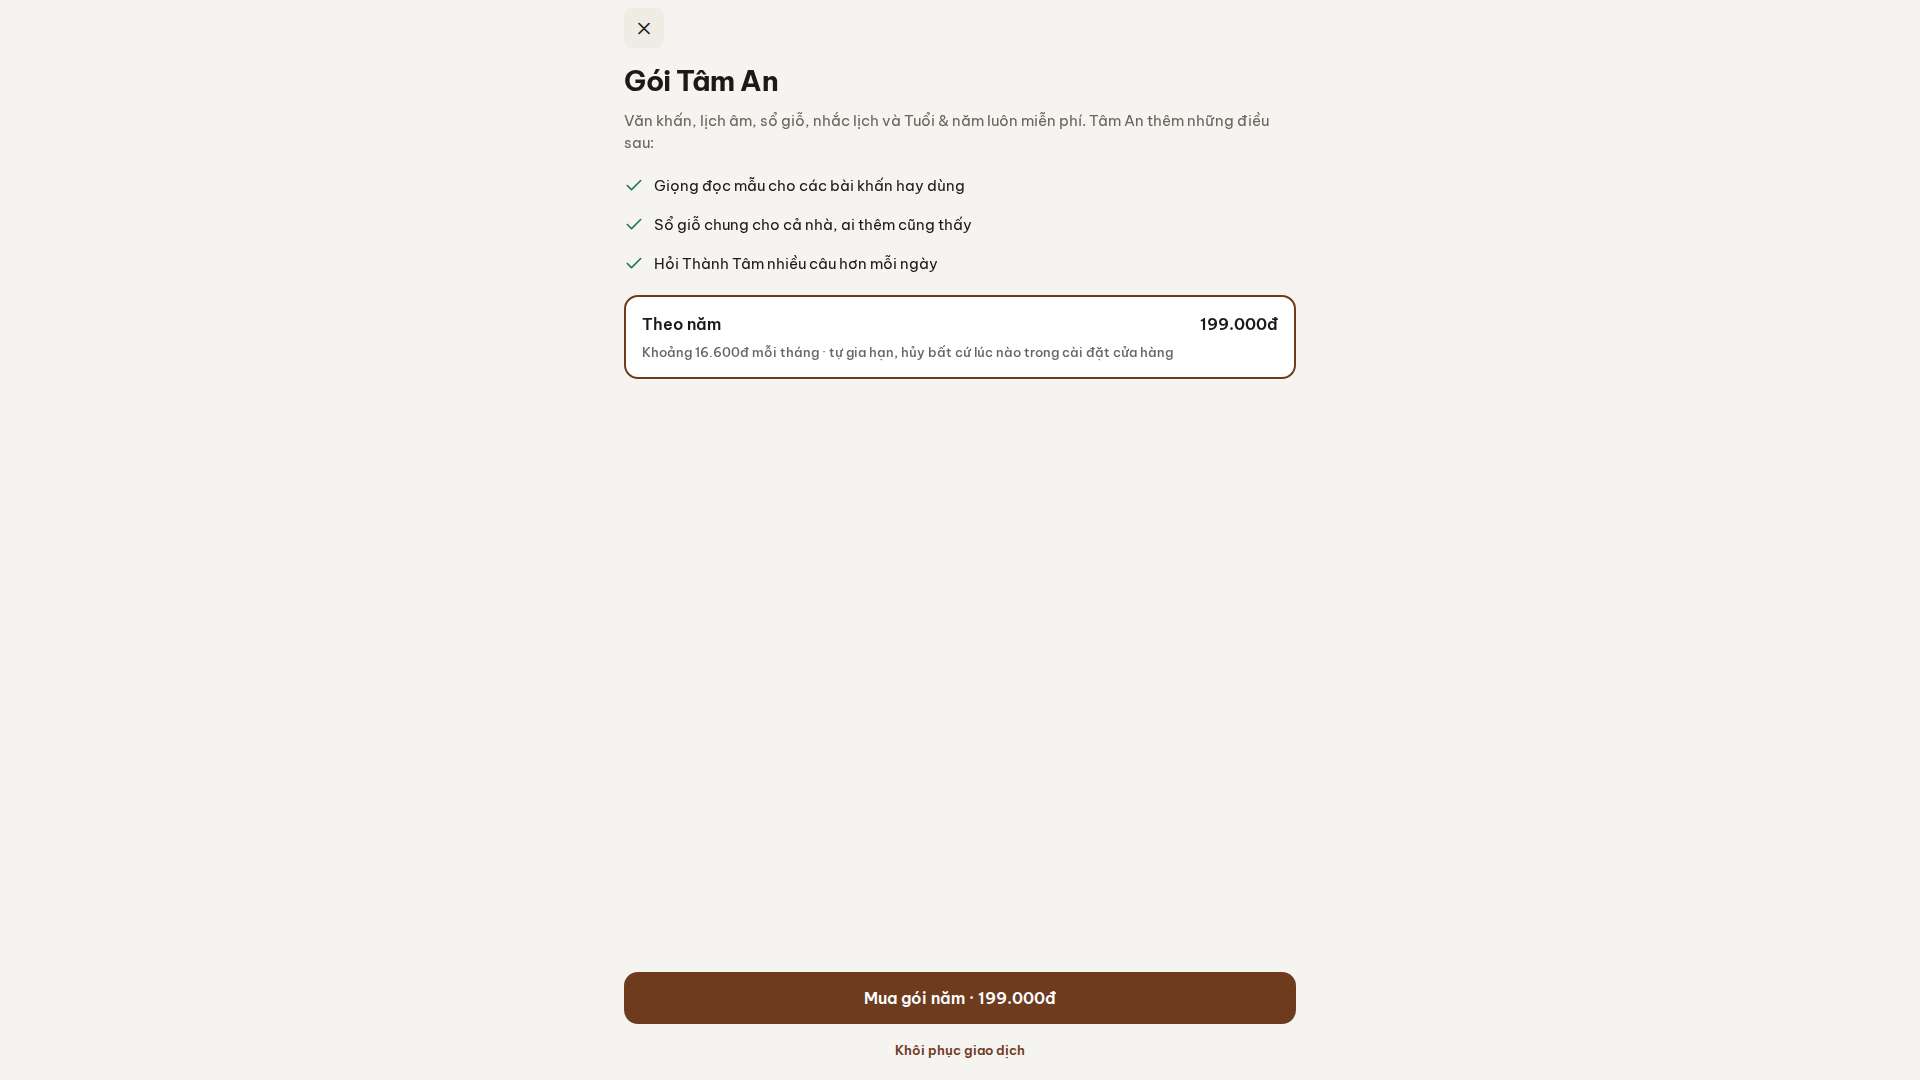 Gói Tâm An
Văn khấn, lịch âm, sổ giỗ, nhắc lịch và Tuổi & năm luôn miễn phí. Tâm An thêm những điều
sau:
Giọng đọc mẫu cho các bài khấn hay dùng
Sổ giỗ chung cho cả nhà, ai thêm cũng thấy
Hỏi Thành Tâm nhiều câu hơn mỗi ngày
Theo năm 199.000đ
Khoảng 16.600đ mỗi tháng · tự gia hạn, hủy bất cứ lúc nào trong cài đặt cửa hàng
Mua gói năm · 199.000đ
Khôi phục giao dịch